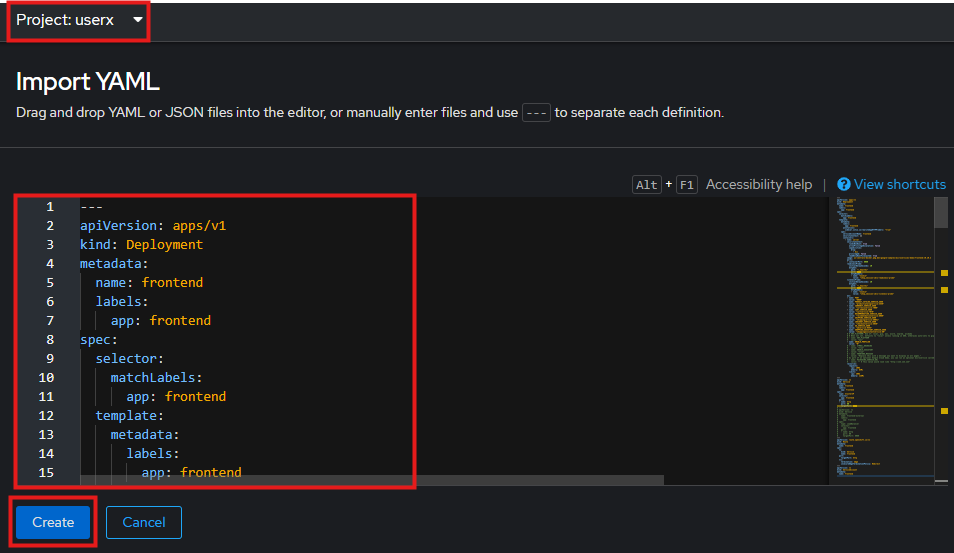 Project: userx
Import YAML
Drag and drop YAML or JSON files into the editor, or manually enter files and use --- to separate each definition.
Alt + F1 Accessibility help | View shortcuts
1 ---
2 apiVersion: apps/v1
3 kind: Deployment
4 metadata:
5 name: frontend
6 labels:
7 app: frontend
8 spec:
9 selector:
10 matchLabels:
11 app: frontend
12 template:
13 metadata:
14 labels:
15 app: frontend
Create Cancel